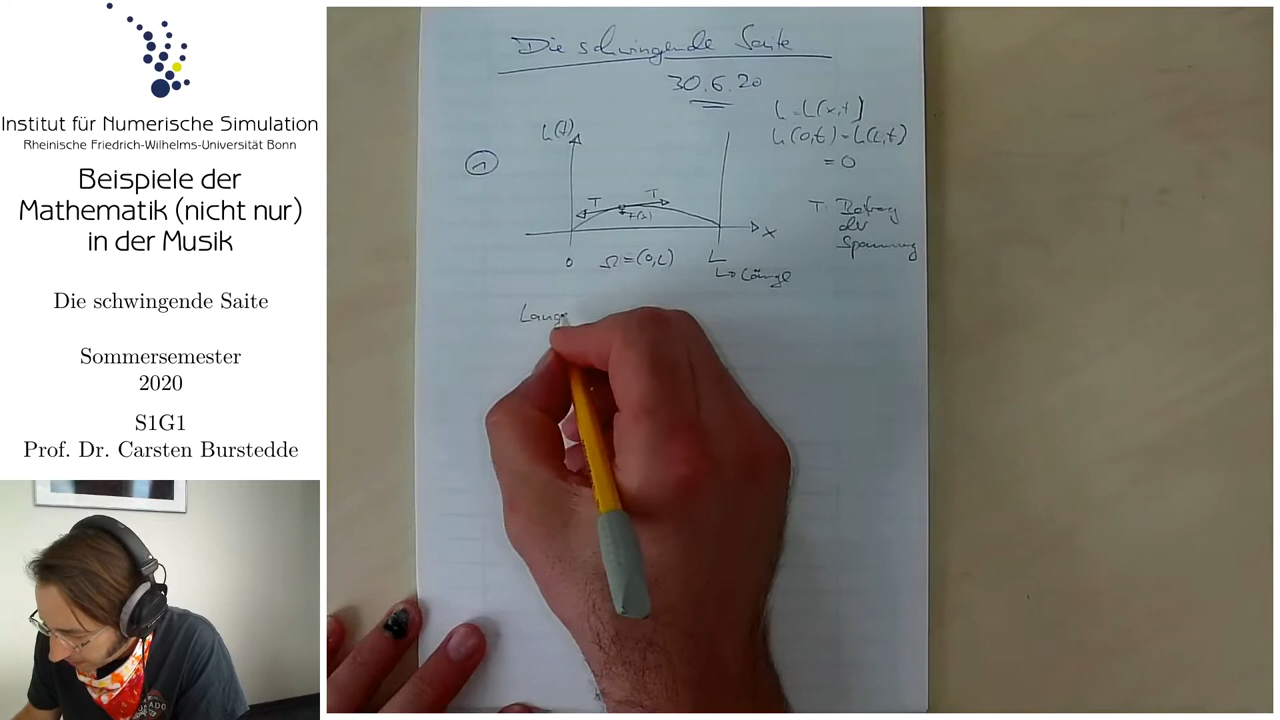 Institut für Numerische Simulation
Rheinische Friedrich-Wilhelms-Universität Bonn
Beispiele der
Mathematik (nicht nur)
in der Musik
Die schwingende Saite
Sommersemester
2020
S1G1
Prof. Dr. Carsten Burstedde
Die schwingende Saite
30.6.20
h = h(x,t)
h(0,t) = h(L,t)
= 0
h(t)
1
T T
x
T: Betrag
der
Spannung
0 Ω = (0,L) L
L Länge
Lang